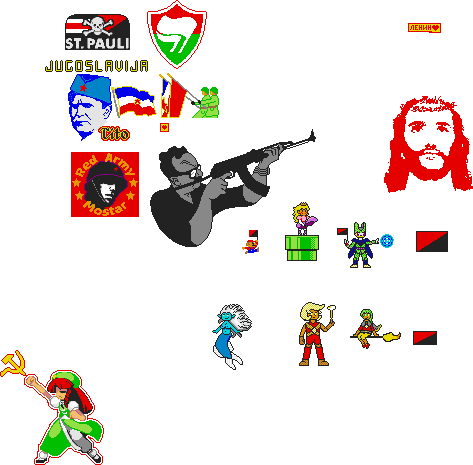 ST. PAULI
ЛЕНИН
JUGOSLAVIJA
Tito
Red Army
Mostar